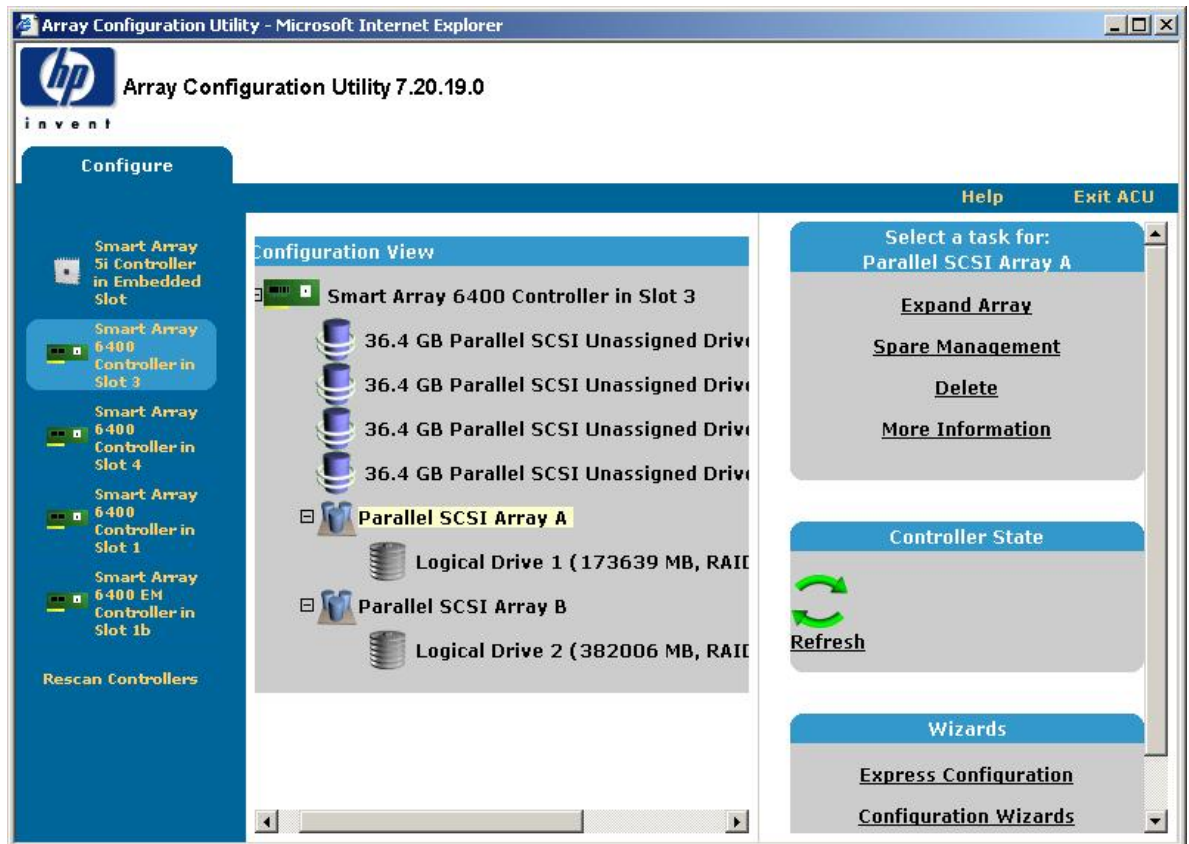 Array Configuration Utility - Microsoft Internet Explorer
hp
invent
Array Configuration Utility 7.20.19.0
Configure
Help
Exit ACU
Smart Array
5i Controller
in Embedded
Slot
Smart Array
6400
Controller in
Slot 3
Smart Array
6400
Controller in
Slot 4
Smart Array
6400
Controller in
Slot 1
Smart Array
6400 EM
Controller in
Slot 1b
Rescan Controllers
Configuration View
Smart Array 6400 Controller in Slot 3
36.4 GB Parallel SCSI Unassigned Drive
36.4 GB Parallel SCSI Unassigned Drive
36.4 GB Parallel SCSI Unassigned Drive
36.4 GB Parallel SCSI Unassigned Drive
Parallel SCSI Array A
Logical Drive 1 (173639 MB, RAID
Parallel SCSI Array B
Logical Drive 2 (382006 MB, RAID
Select a task for:
Parallel SCSI Array A
Expand Array
Spare Management
Delete
More Information
Controller State
Refresh
Wizards
Express Configuration
Configuration Wizards